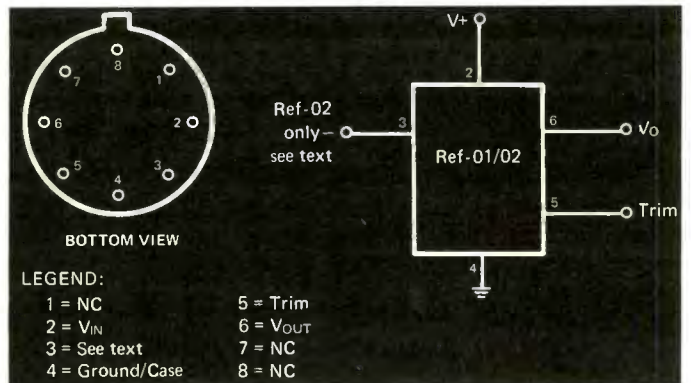 8
7
1
6
2
5
3
4
BOTTOM VIEW
V+
2
Ref-02
only–
see text
3
Ref-01/02
6
Vo
5
Trim
4
LEGEND:
1 = NC
2 = VIN
3 = See text
4 = Ground/Case
5 = Trim
6 = VOUT
7 = NC
8 = NC